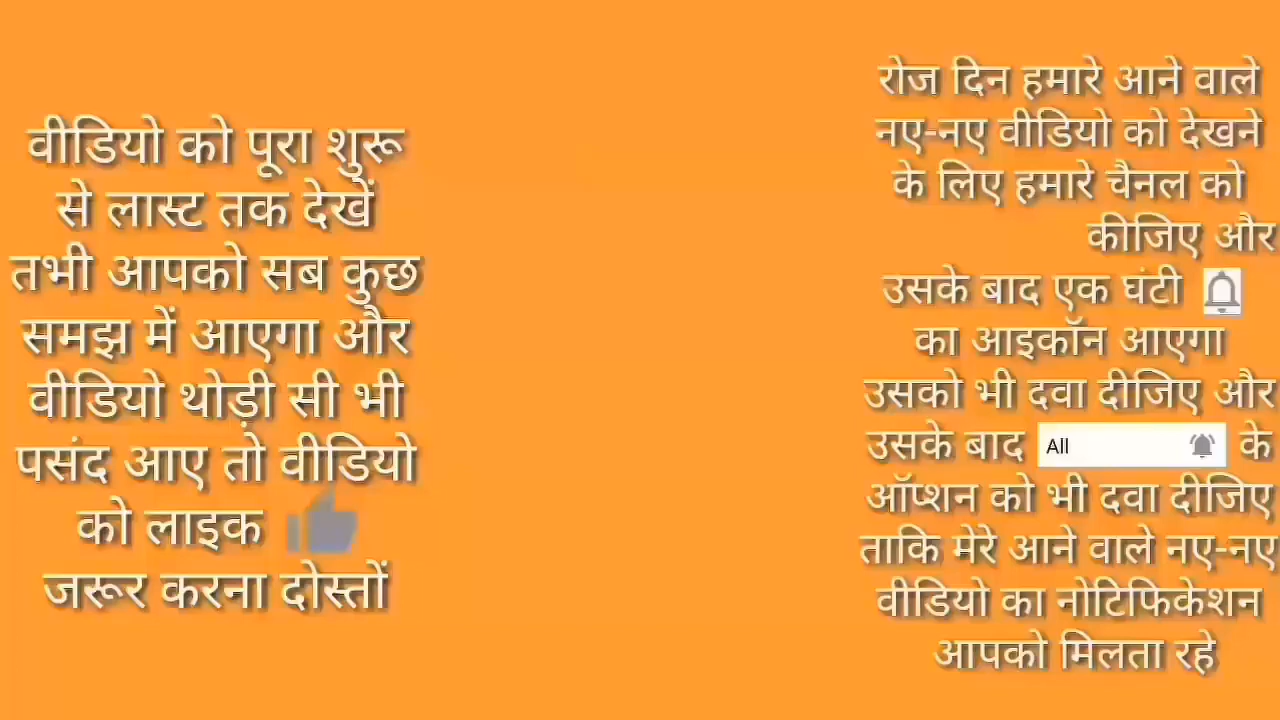 वीडियो को पूरा शुरू
से लास्ट तक देखें
तभी आपको सब कुछ
समझ में आएगा और
वीडियो थोड़ी सी भी
पसंद आए तो वीडियो
को लाइक
जरूर करना दोस्तों
रोज दिन हमारे आने वाले
नए-नए वीडियो को देखने
के लिए हमारे चैनल को
कीजिए और
उसके बाद एक घंटी
का आइकॉन आएगा
उसको भी दवा दीजिए और
उसके बाद All के
ऑप्शन को भी दवा दीजिए
ताकि मेरे आने वाले नए-नए
वीडियो का नोटिफिकेशन
आपको मिलता रहे